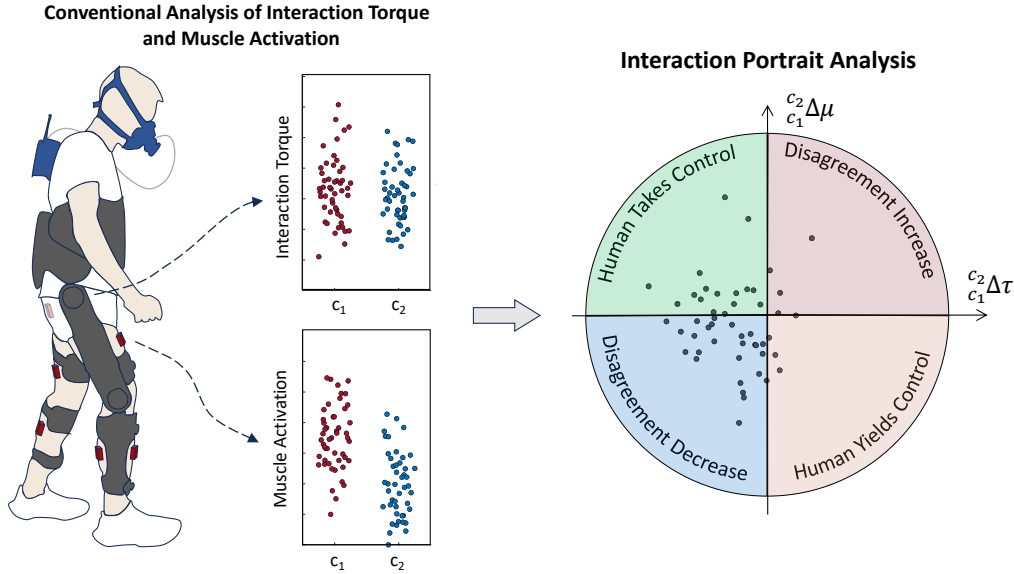 Conventional Analysis of Interaction Torque
and Muscle Activation
Interaction Torque
c₁ c₂
Muscle Activation
c₁ c₂
Interaction Portrait Analysis
c₂
c₁Δμ
Human Takes Control
Disagreement Increase
c₂
c₁Δτ
Disagreement Decrease
Human Yields Control